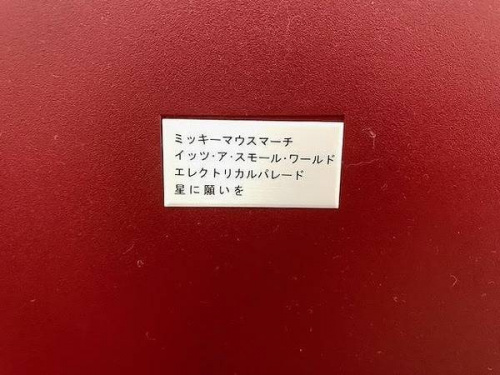 ミッキーマウスマーチ
イッツ・ア・スモール・ワールド
エレクトリカルパレード
星に願いを